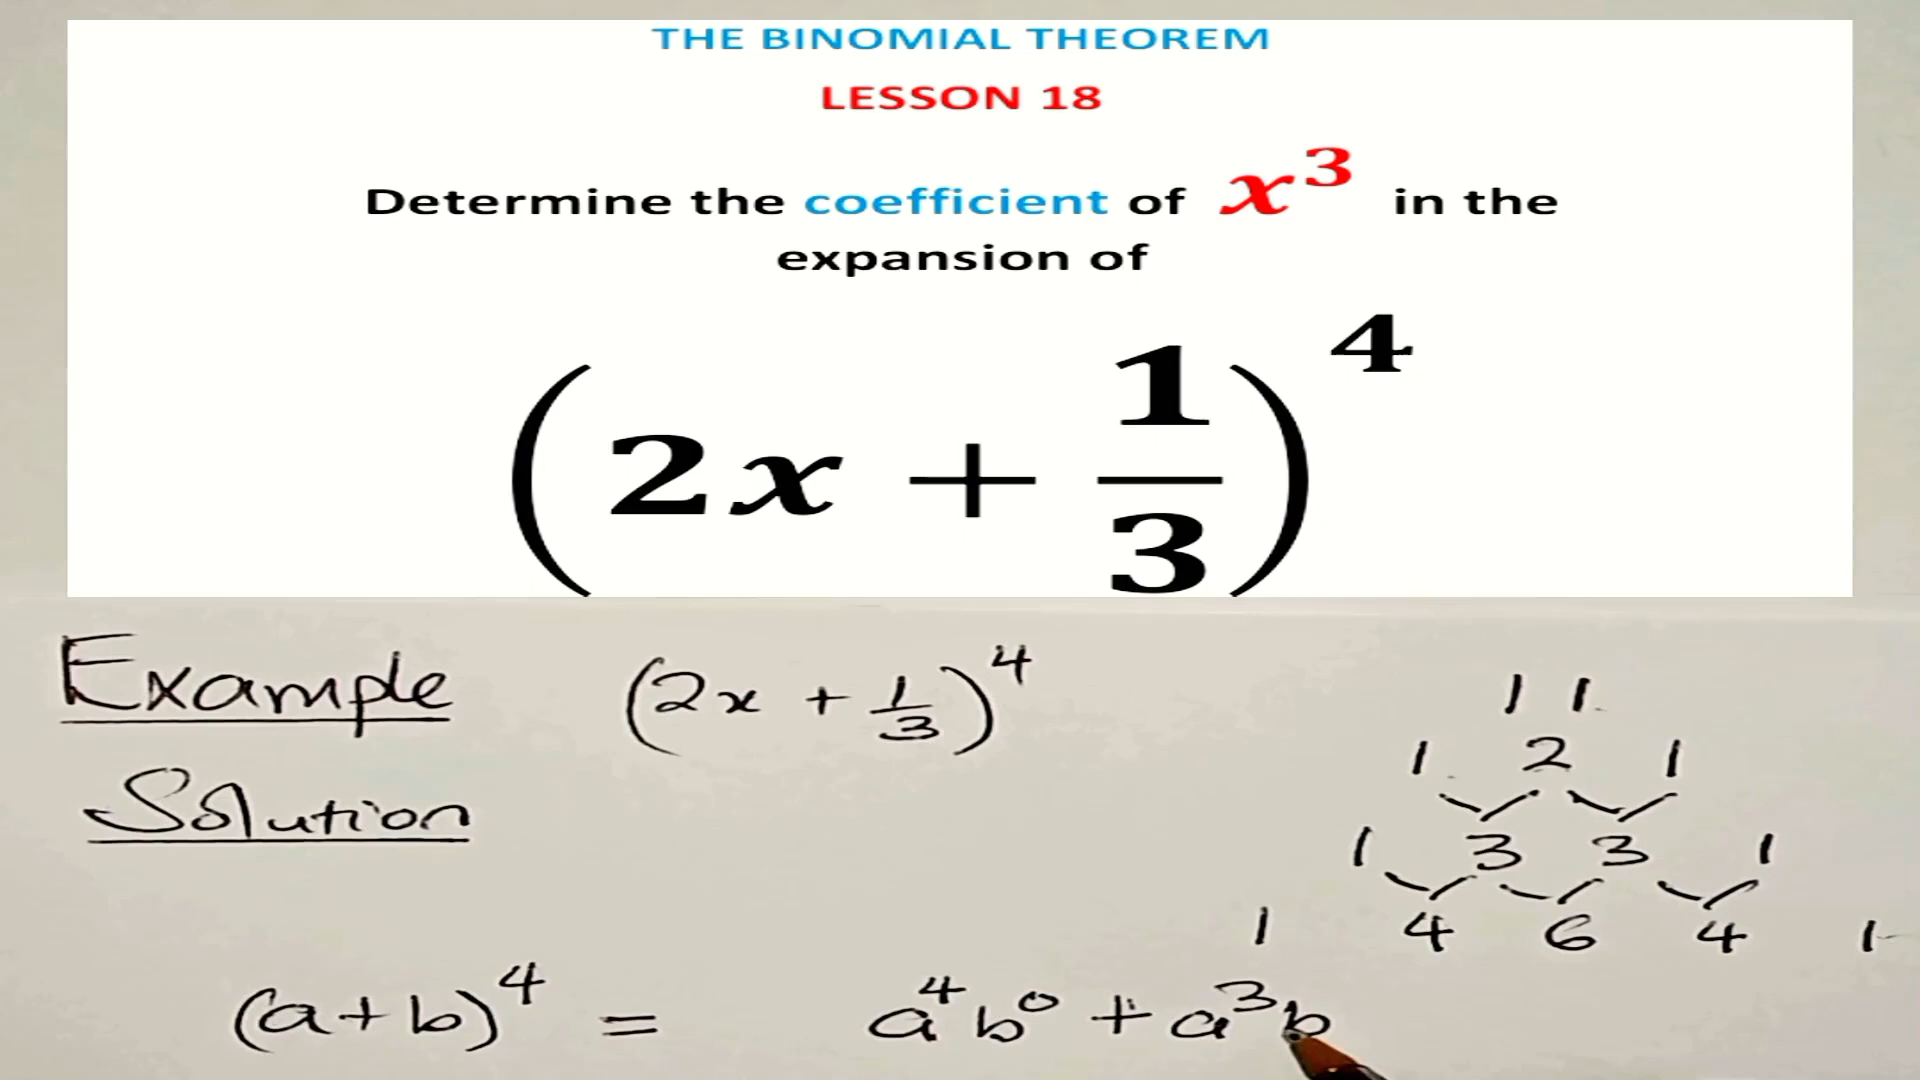 THE BINOMIAL THEOREM
LESSON 18
Determine the coefficient of x³ in the
expansion of
(2x + 1/3)⁴
Example (2x + 1/3)⁴
Solution
1 1
1 2 1
1 3 3 1
1 4 6 4 1
(a+b)⁴ = a⁴b⁰ + a³b